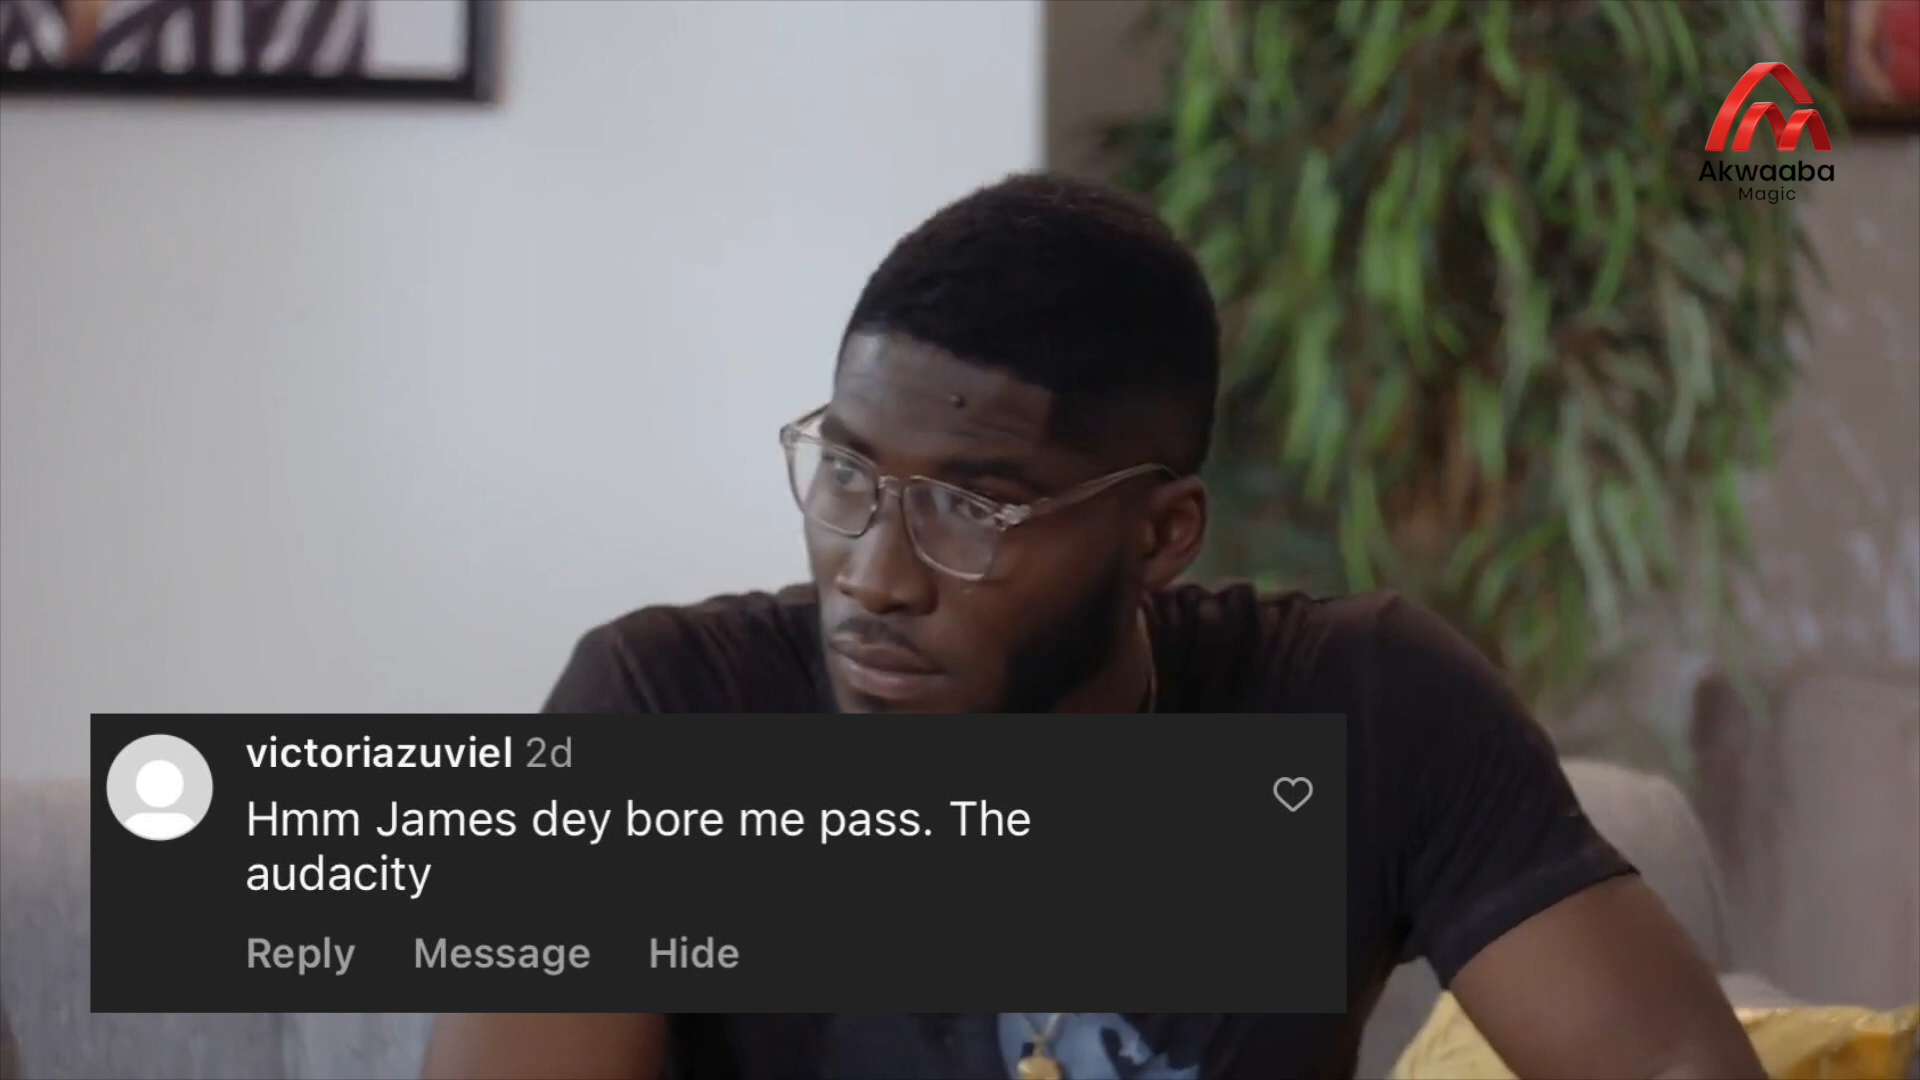 Akwaaba
Magic
victoriazuviel 2d
Hmm James dey bore me pass. The
audacity
Reply Message Hide